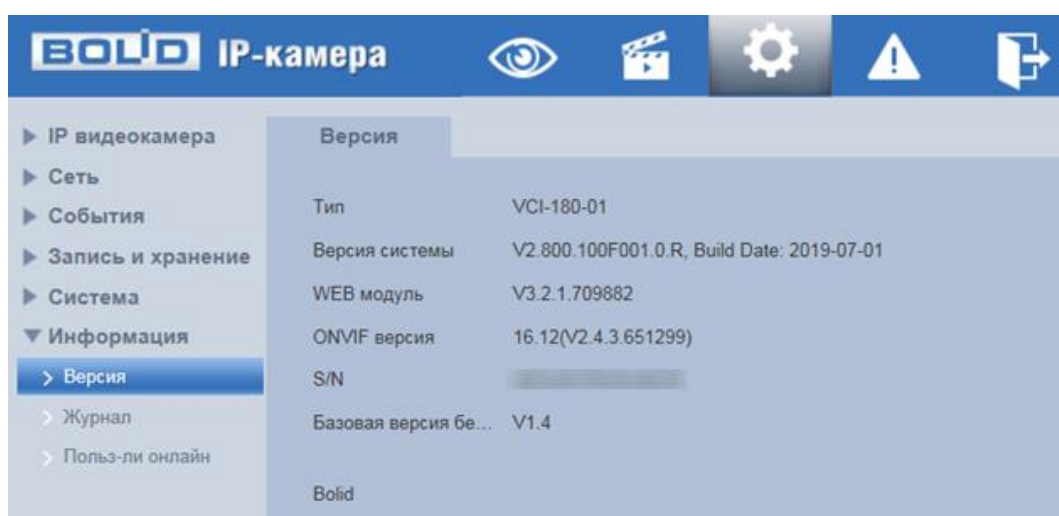 BOLID IP-камера
IP видеокамера
Сеть
События
Запись и хранение
Система
Информация
Версия
Журнал
Польз-ли онлайн
Версия
Тип VCI-180-01
Версия системы V2.800.100F001.0.R, Build Date: 2019-07-01
WEB модуль V3.2.1.709882
ONVIF версия 16.12(V2.4.3.651299)
S/N
Базовая версия бе... V1.4
Bolid